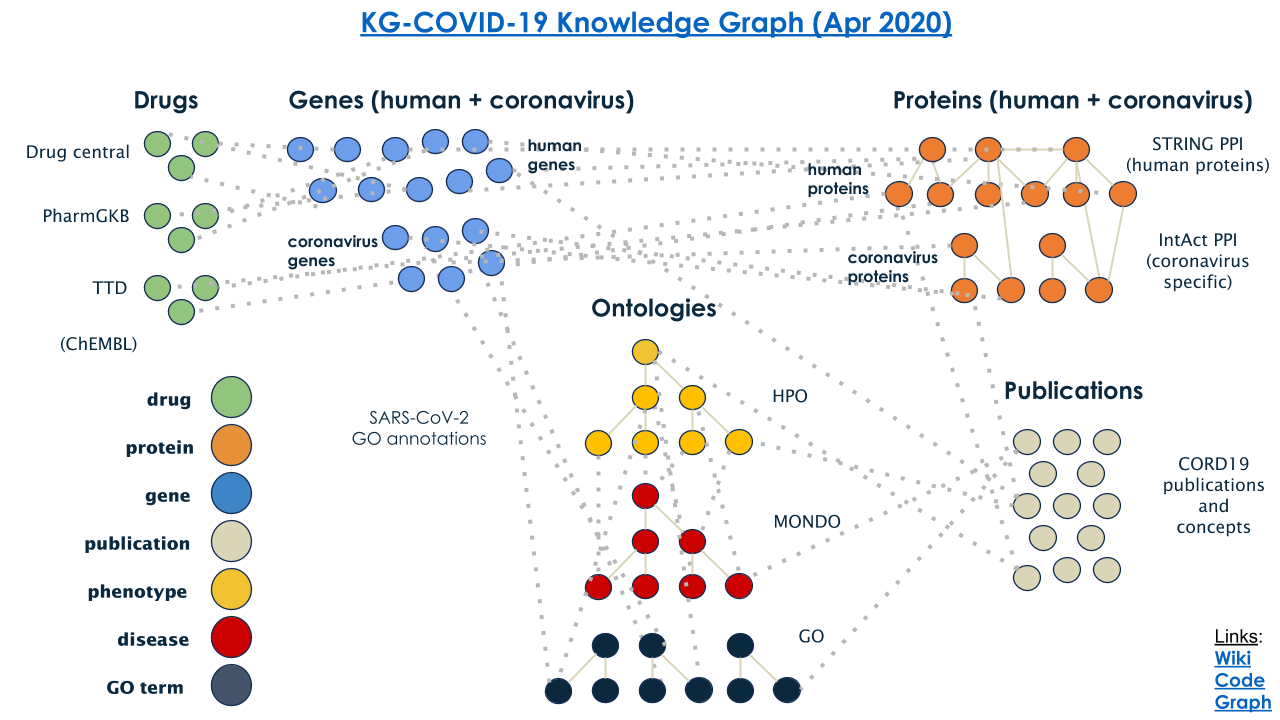 KG-COVID-19 Knowledge Graph (Apr 2020)
Drugs
Genes (human + coronavirus)
Proteins (human + coronavirus)
Drug central
PharmGKB
TTD
(ChEMBL)
human
genes
coronavirus
genes
human
proteins
coronavirus
proteins
STRING PPI
(human proteins)
IntAct PPI
(coronavirus
specific)
Ontologies
HPO
MONDO
GO
SARS-CoV-2
GO annotations
Publications
CORD19
publications
and
concepts
drug
protein
gene
publication
phenotype
disease
GO term
Links:
Wiki
Code
Graph